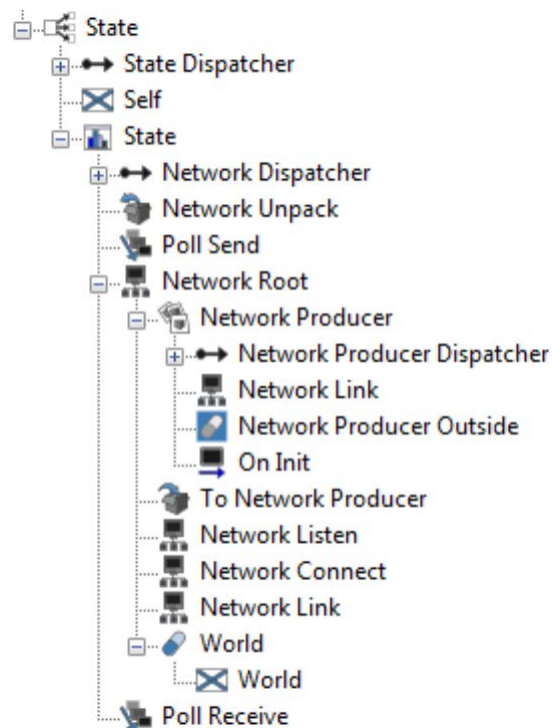 State
State Dispatcher
Self
State
Network Dispatcher
Network Unpack
Poll Send
Network Root
Network Producer
Network Producer Dispatcher
Network Link
Network Producer Outside
On Init
To Network Producer
Network Listen
Network Connect
Network Link
World
World
Poll Receive